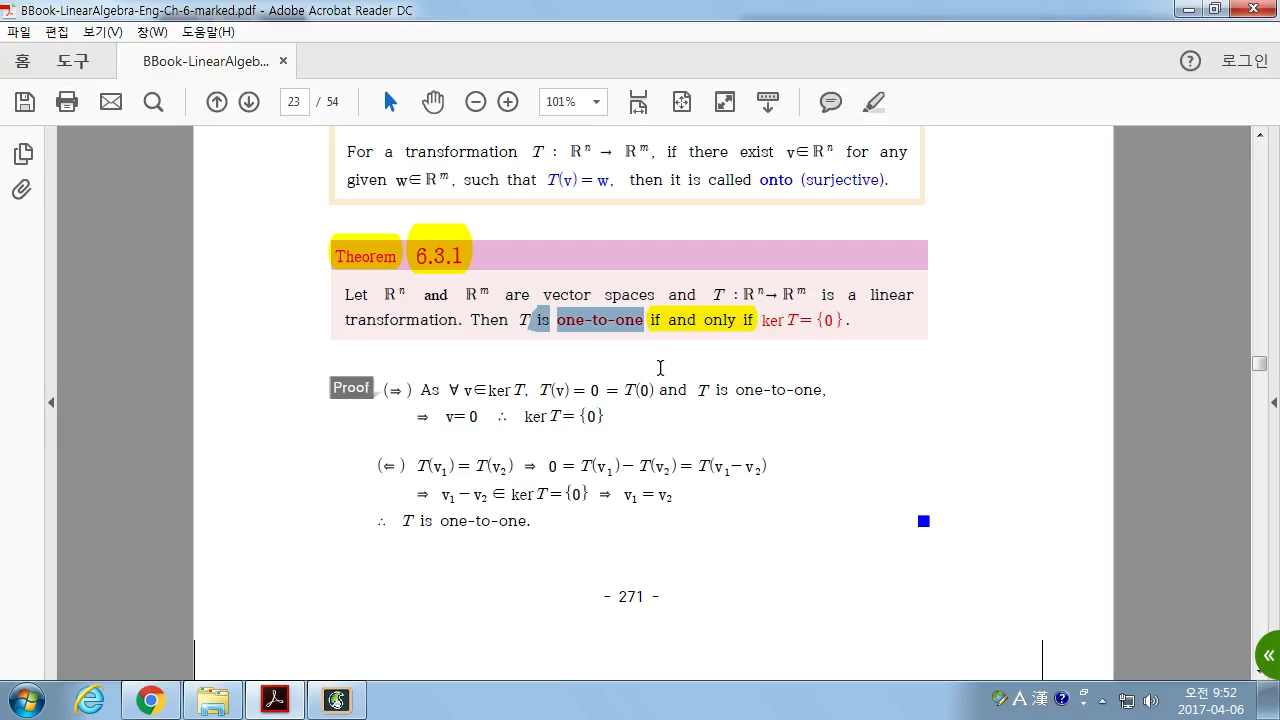 BBook-LinearAlgebra-Eng-Ch-6-marked.pdf - Adobe Acrobat Reader DC
파일 편집 보기(V) 창(W) 도움말(H)
홈 도구 BBook-LinearAlgeb... × ? 로그인
23 / 54 101%
For a transformation T : ℝⁿ → ℝᵐ, if there exist v∈ℝⁿ for any
given w∈ℝᵐ, such that T(v)=w, then it is called onto (surjective).
Theorem 6.3.1
Let ℝⁿ and ℝᵐ are vector spaces and T : ℝⁿ→ℝᵐ is a linear
transformation. Then T is one-to-one if and only if ker T={0}.
Proof (⇒) As ∀ v∈ker T, T(v)=0=T(0) and T is one-to-one,
⇒ v=0 ∴ ker T={0}
(⇐) T(v₁)=T(v₂) ⇒ 0=T(v₁)-T(v₂)=T(v₁-v₂)
⇒ v₁-v₂∈ker T={0} ⇒ v₁=v₂
∴ T is one-to-one.
- 271 -
A 漢 ? 오전 9:52
2017-04-06